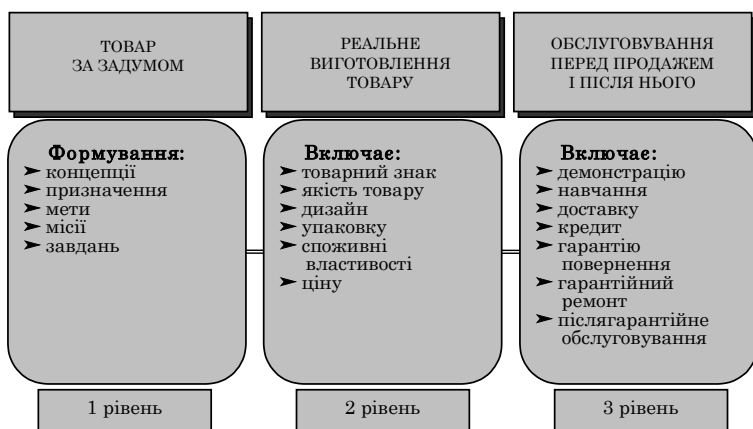 ТОВАР
ЗА ЗАДУМОМ
Формування:
➤ концепції
➤ призначення
➤ мети
➤ місії
➤ завдань
1 рівень
РЕАЛЬНЕ
ВИГОТОВЛЕННЯ
ТОВАРУ
Включає:
➤ товарний знак
➤ якість товару
➤ дизайн
➤ упаковку
➤ споживні
властивості
➤ ціну
2 рівень
ОБСЛУГОВУВАННЯ
ПЕРЕД ПРОДАЖЕМ
І ПІСЛЯ НЬОГО
Включає:
➤ демонстрацію
➤ навчання
➤ доставку
➤ кредит
➤ гарантію
повернення
➤ гарантійний
ремонт
➤ післягарантійне
обслуговування
3 рівень